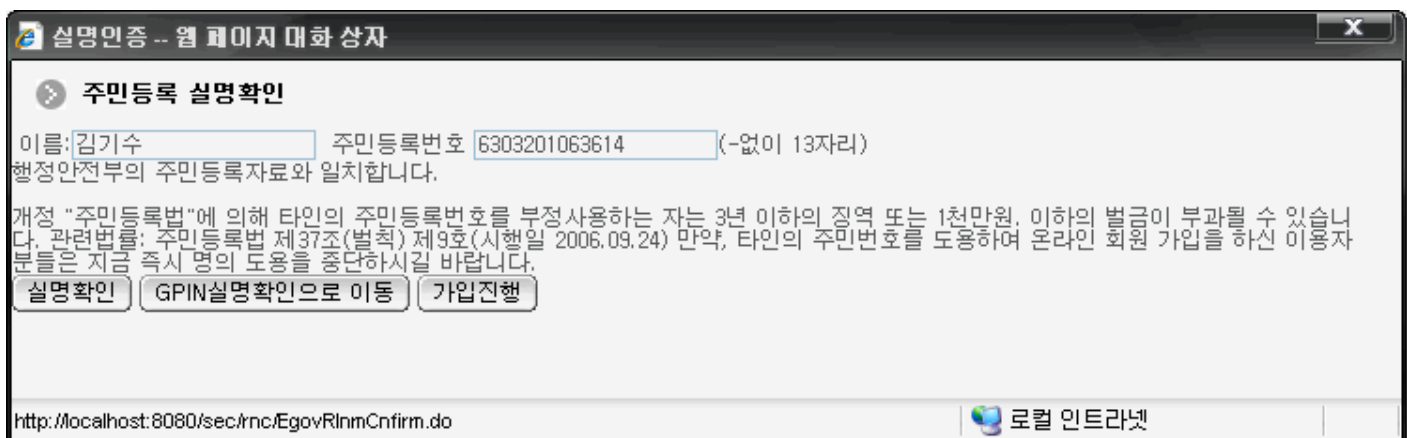 실명인증 -- 웹 페이지 대화 상자
X
주민등록 실명확인
이름: 김기수 주민등록번호 6303201063614 (-없이 13자리)
행정안전부의 주민등록자료와 일치합니다.
개정 "주민등록법"에 의해 타인의 주민등록번호를 부정사용하는 자는 3년 이하의 징역 또는 1천만원. 이하의 벌금이 부과될 수 있습니
다. 관련법률: 주민등록법 제37조(벌칙) 제9호(시행일 2006.09.24) 만약, 타인의 주민번호를 도용하여 온라인 회원 가입을 하신 이용자
분들은 지금 즉시 명의 도용을 중단하시길 바랍니다.
실명확인 GPIN실명확인으로 이동 가입진행
http://localhost:8080/sec/rnc/EgovRlnmCnfirm.do 로컬 인트라넷